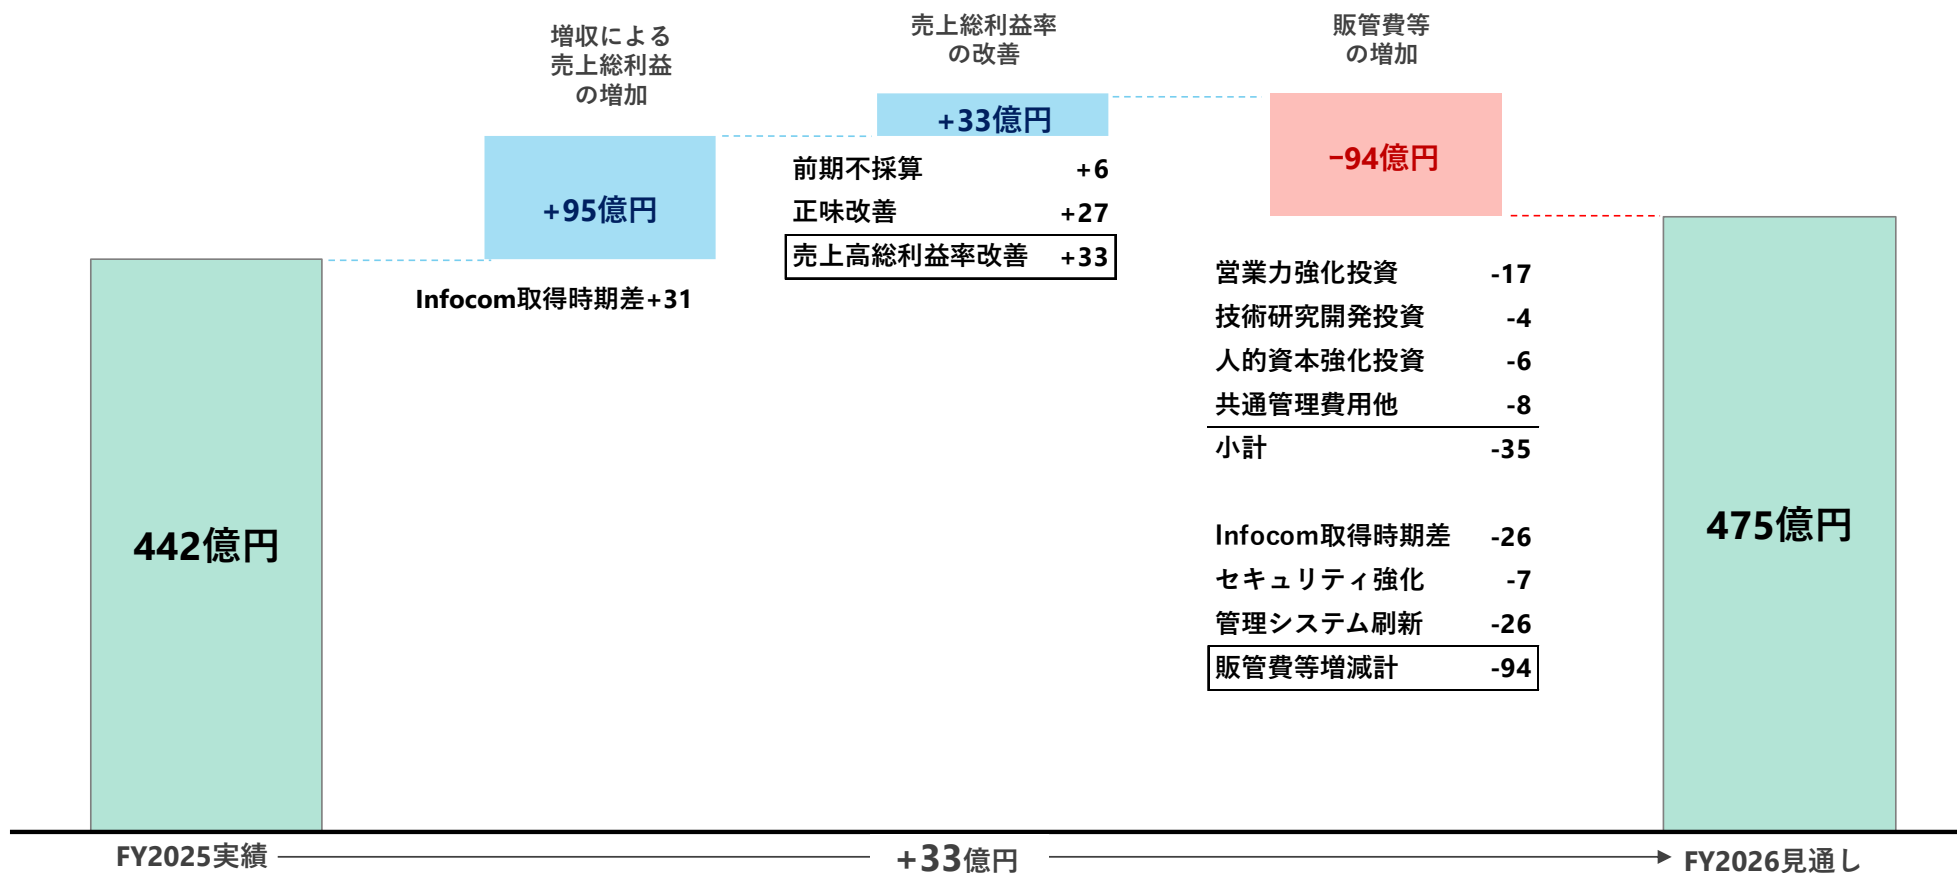 増収による
売上総利益
の増加
+95億円
Infocom取得時期差+31
売上総利益率
の改善
+33億円
前期不採算 +6
正味改善 +27
売上高総利益率改善 +33
販管費等
の増加
-94億円
営業力強化投資 -17
技術研究開発投資 -4
人的資本強化投資 -6
共通管理費用他 -8
小計 -35
Infocom取得時期差 -26
セキュリティ強化 -7
管理システム刷新 -26
販管費等増減計 -94
442億円
475億円
FY2025実績
+33億円
FY2026見通し